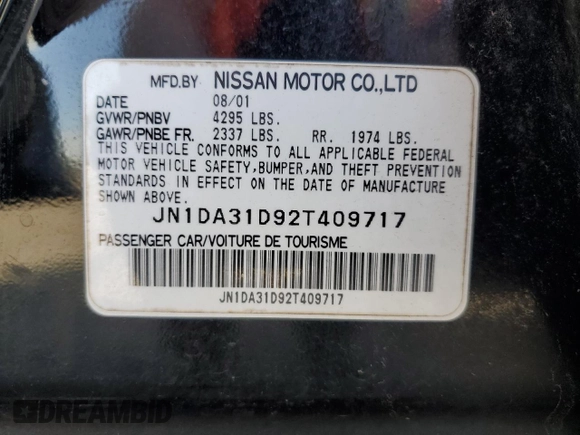 MFD.BY NISSAN MOTOR CO.,LTD
DATE 08/01
GVWR/PNBV 4295 LBS.
GAWR/PNBE FR. 2337 LBS. RR. 1974 LBS.
THIS VEHICLE CONFORMS TO ALL APPLICABLE FEDERAL
MOTOR VEHICLE SAFETY,BUMPER,AND THEFT PREVENTION
STANDARDS IN EFFECT ON THE DATE OF MANUFACTURE
SHOWN ABOVE.
JN1DA31D92T409717
PASSENGER CAR/VOITURE DE TOURISME
JN1DA31D92T409717
DREAMBID